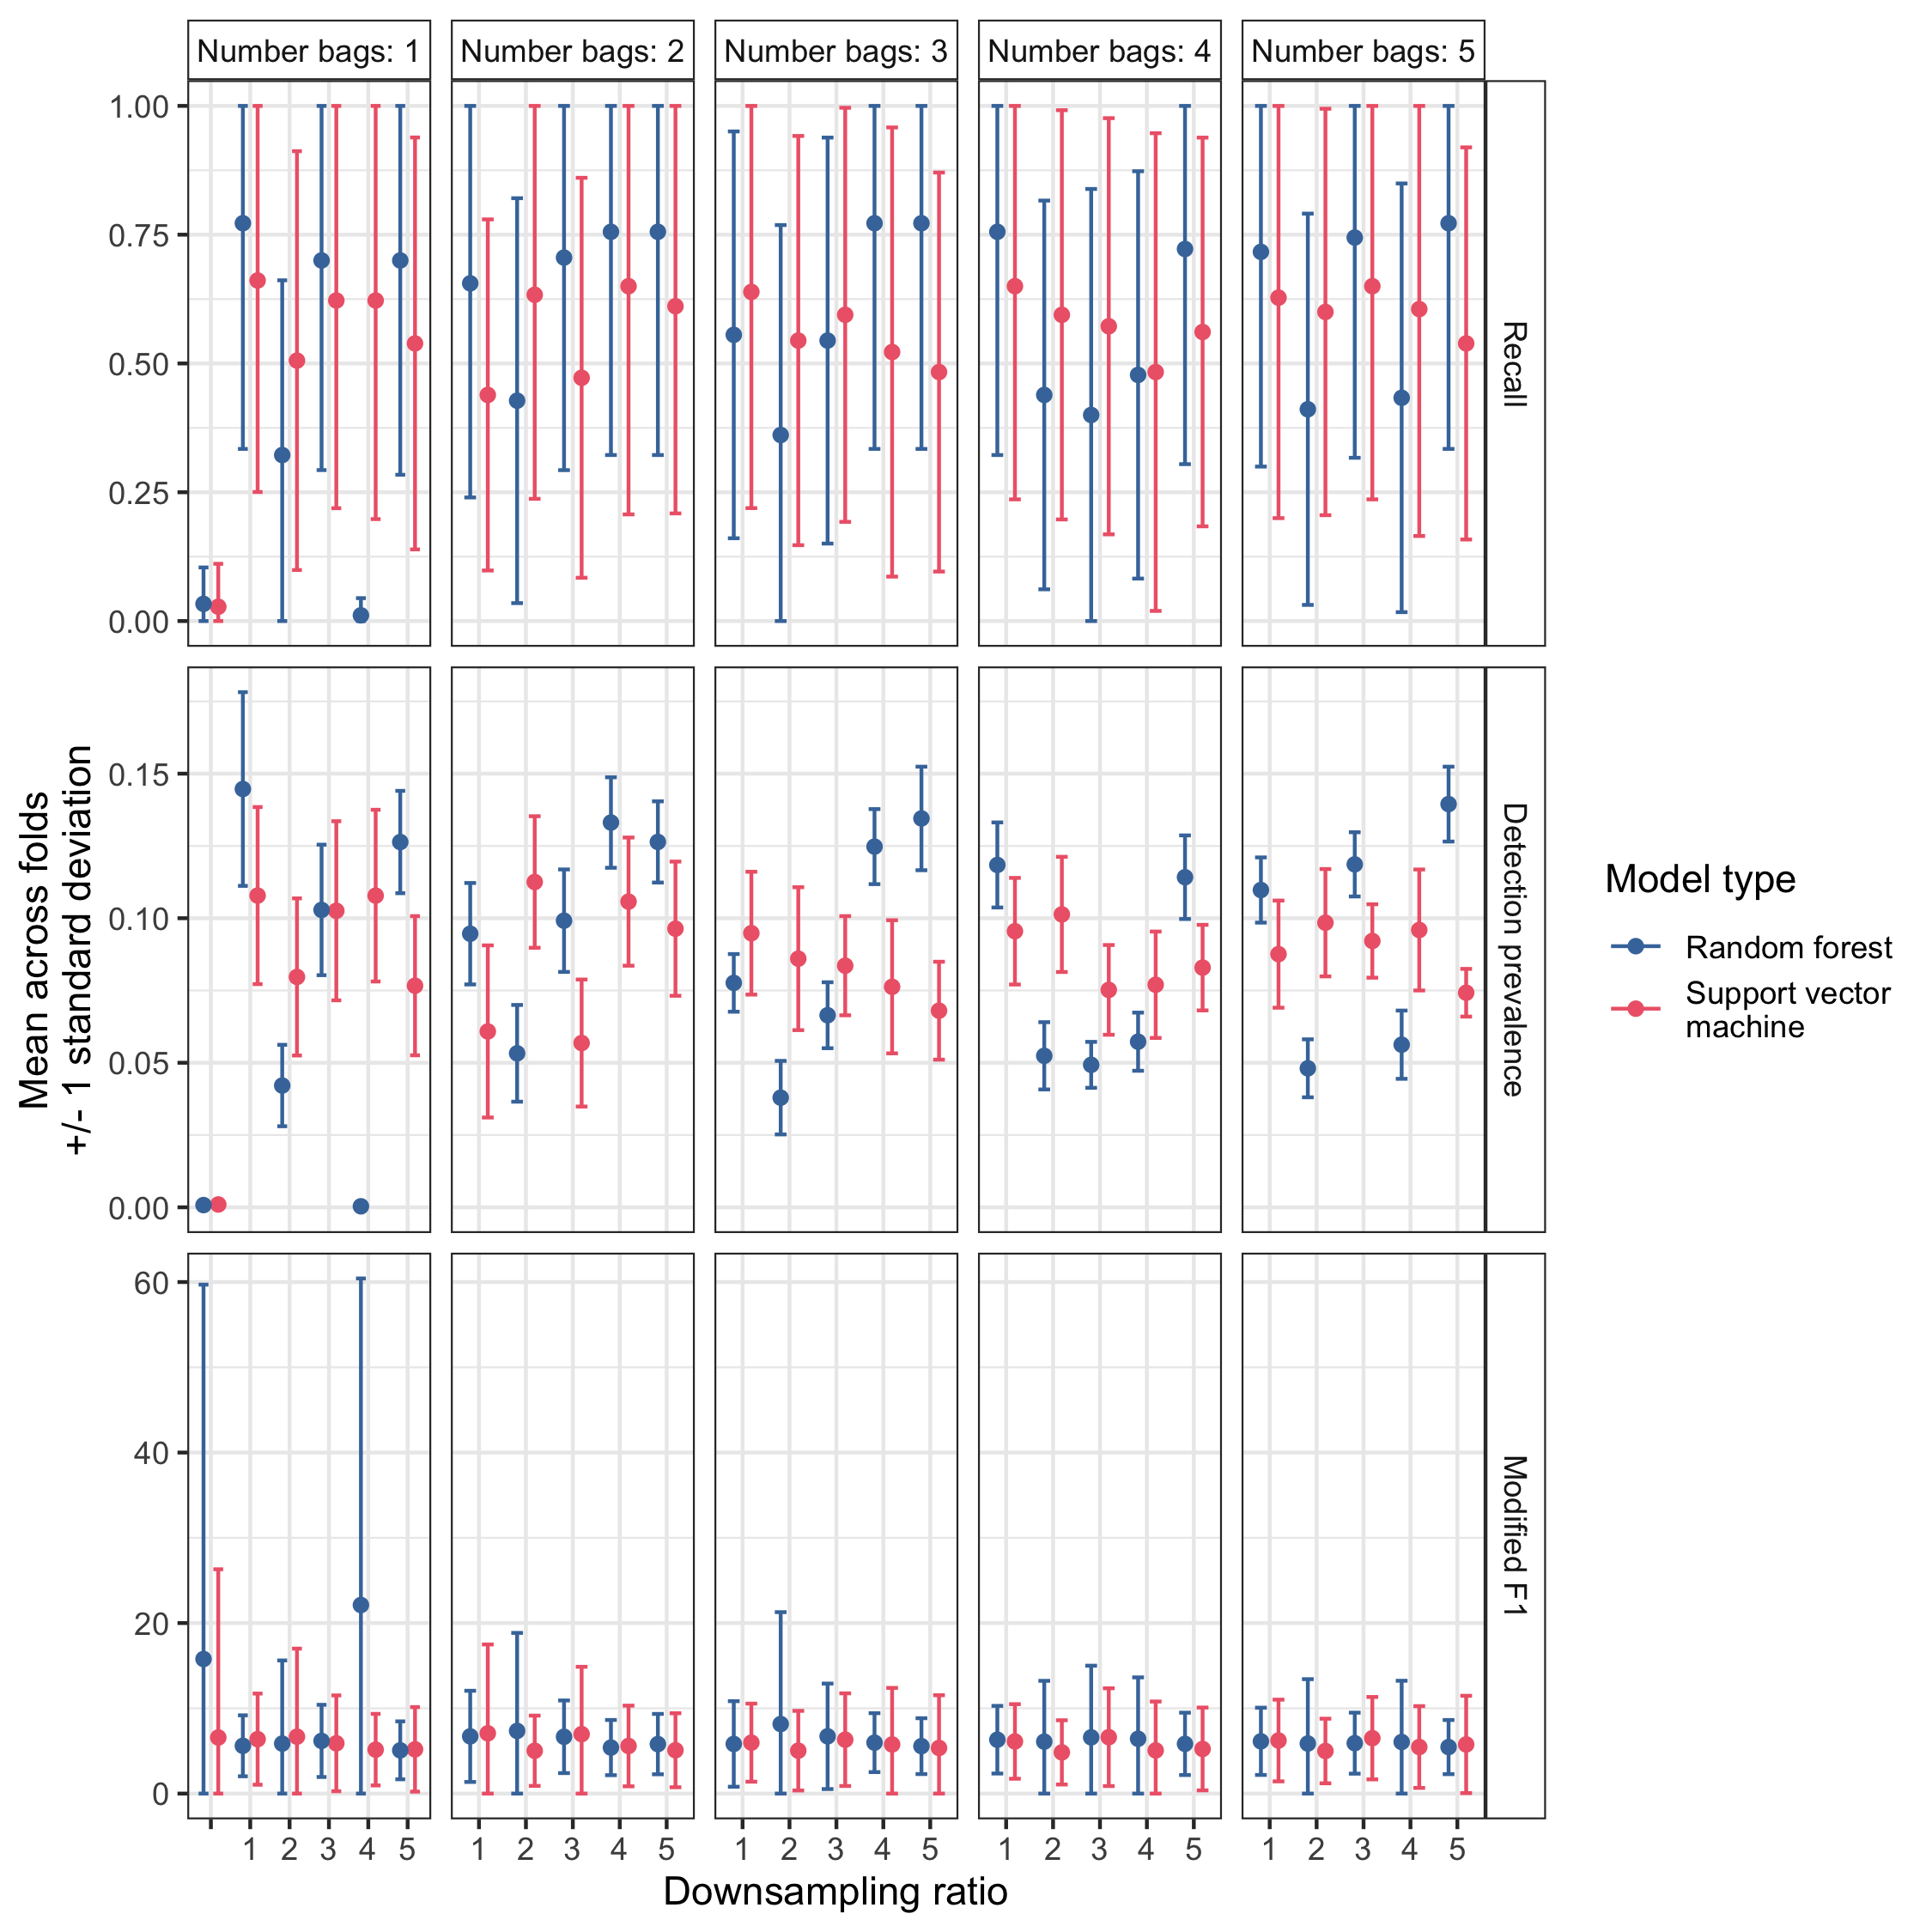 Number bags: 1
Number bags: 2
Number bags: 3
Number bags: 4
Number bags: 5
1.00
0.75
0.50
0.25
0.00
Recall
0.15
0.10
0.05
0.00
Detection prevalence
60
40
20
0
Modified F1
Mean across folds
+/- 1 standard deviation
1 2 3 4 5
1 2 3 4 5
1 2 3 4 5
1 2 3 4 5
1 2 3 4 5
Downsampling ratio
Model type
Random forest
Support vector
machine